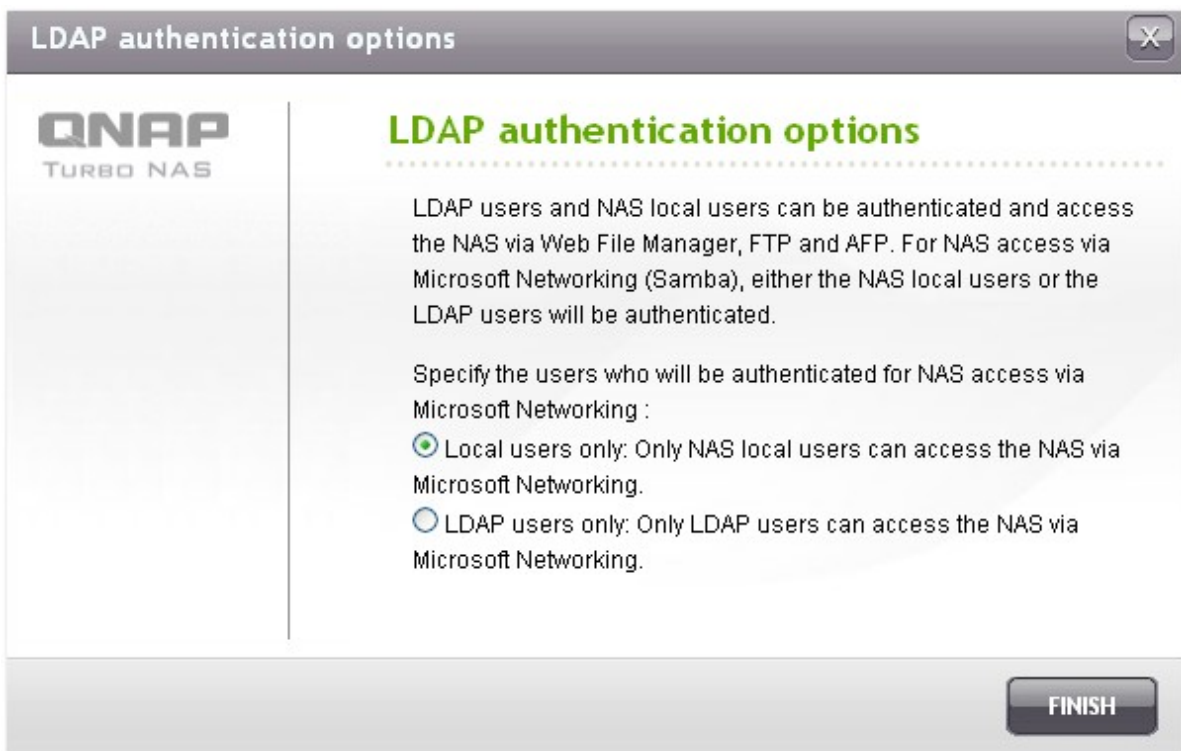 LDAP authentication options
X
QNAP
TURBO NAS
LDAP authentication options
LDAP users and NAS local users can be authenticated and access
the NAS via Web File Manager, FTP and AFP. For NAS access via
Microsoft Networking (Samba), either the NAS local users or the
LDAP users will be authenticated.
Specify the users who will be authenticated for NAS access via
Microsoft Networking :
Local users only: Only NAS local users can access the NAS via
Microsoft Networking.
LDAP users only: Only LDAP users can access the NAS via
Microsoft Networking.
FINISH